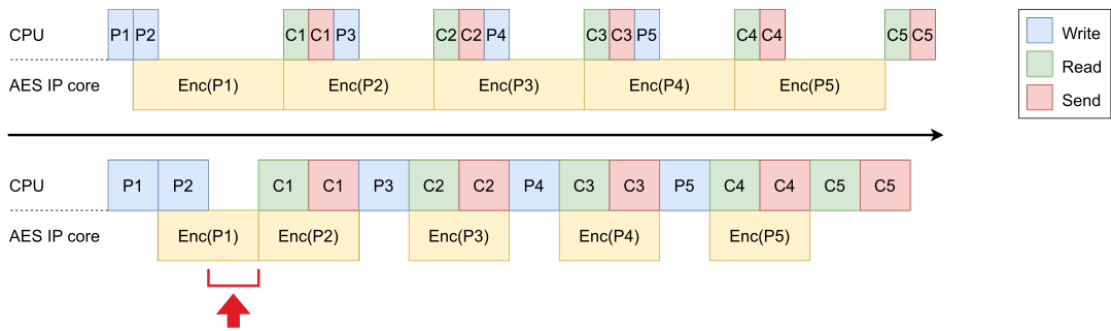 CPU P1 P2 C1 C1 P3 C2 C2 P4 C3 C3 P5 C4 C4 C5 C5
AES IP core Enc(P1) Enc(P2) Enc(P3) Enc(P4) Enc(P5)
Write
Read
Send
CPU P1 P2 C1 C1 P3 C2 C2 P4 C3 C3 P5 C4 C4 C5 C5
AES IP core Enc(P1) Enc(P2) Enc(P3) Enc(P4) Enc(P5)